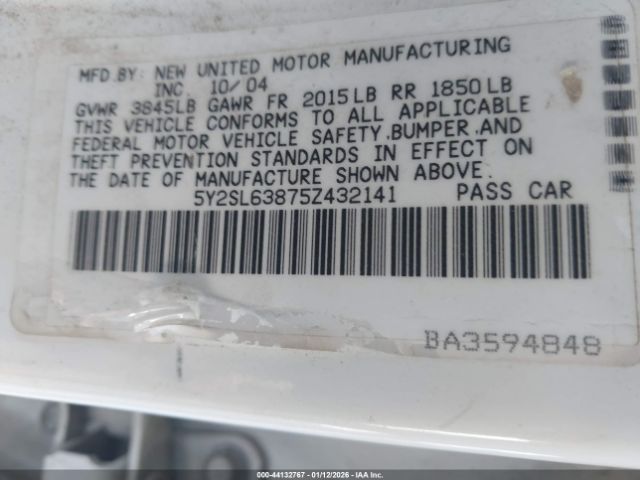 MFD.BY: NEW UNITED MOTOR MANUFACTURING
INC 10/04
GVWR 3845LB GAWR FR 2015LB RR 1850LB
THIS VEHICLE CONFORMS TO ALL APPLICABLE
FEDERAL MOTOR VEHICLE SAFETY,BUMPER,AND
THEFT PREVENTION STANDARDS IN EFFECT ON
THE DATE OF MANUFACTURE SHOWN ABOVE.
5Y2SL63875Z432141 PASS CAR
BA3594848
000-44132767 - 01/12/2026 - IAAI.COM